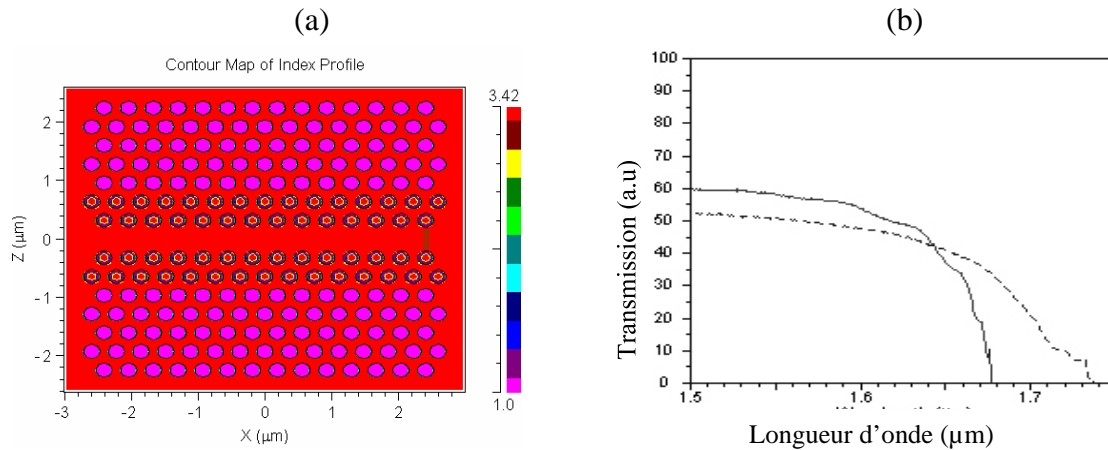 (a)
Contour Map of Index Profile
3.42
2
1
0
-1
-2
Z (µm)
-3 -2 -1 0 1 2
X (µm)
1.0
(b)
100
90
80
70
60
50
40
30
20
10
0
Transmission (a.u)
1.5 1.6 1.7
Longueur d’onde (µm)